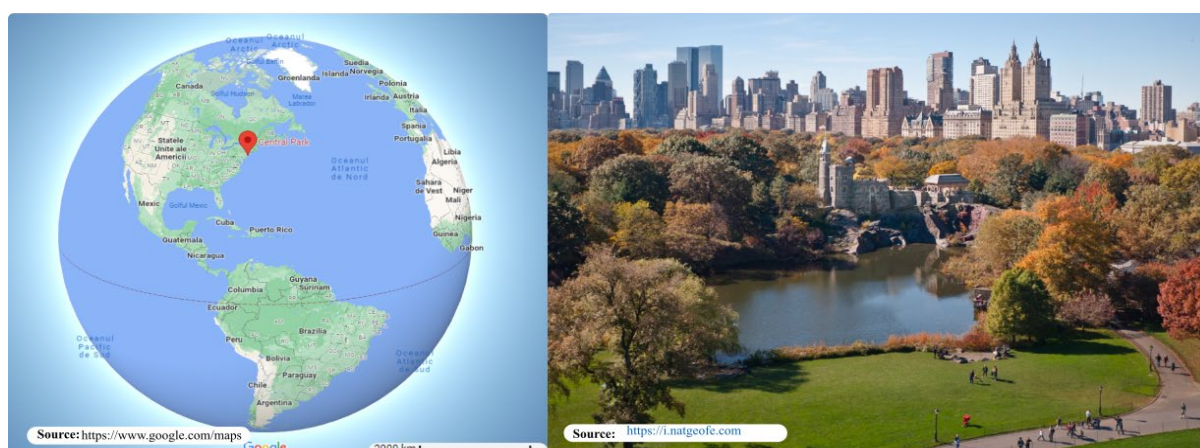 Oceanul
Arctic
Oceanul
Arctic
Golful Baffin
Groenlanda
Suedia
Islanda Norvegia
Polonia
Irlanda Austria
Italia
Spania
Portugalia
Canada
Golful Hudson
Marea
Labrador
Statele
Unite ale
Americii
Central Park
Oceanul
Atlantic
de Nord
Libia
Algeria
Sahara
de Vest
Niger
Mali
Nigeria
Guinea
Gabon
Mexic
Golful Mexic
Cuba
Puerto Rico
Guatemala
Nicaragua
Guyana
Columbia
Surinam
Ecuador
Peru
Brazilia
Bolivia
Paraguay
Chile
Argentina
Oceanul
Pacific
de Sud
Oceanul
Atlantic
de Sud
Source: https://www.google.com/maps
Google
2000 km
Source: https://i.natgeofe.com